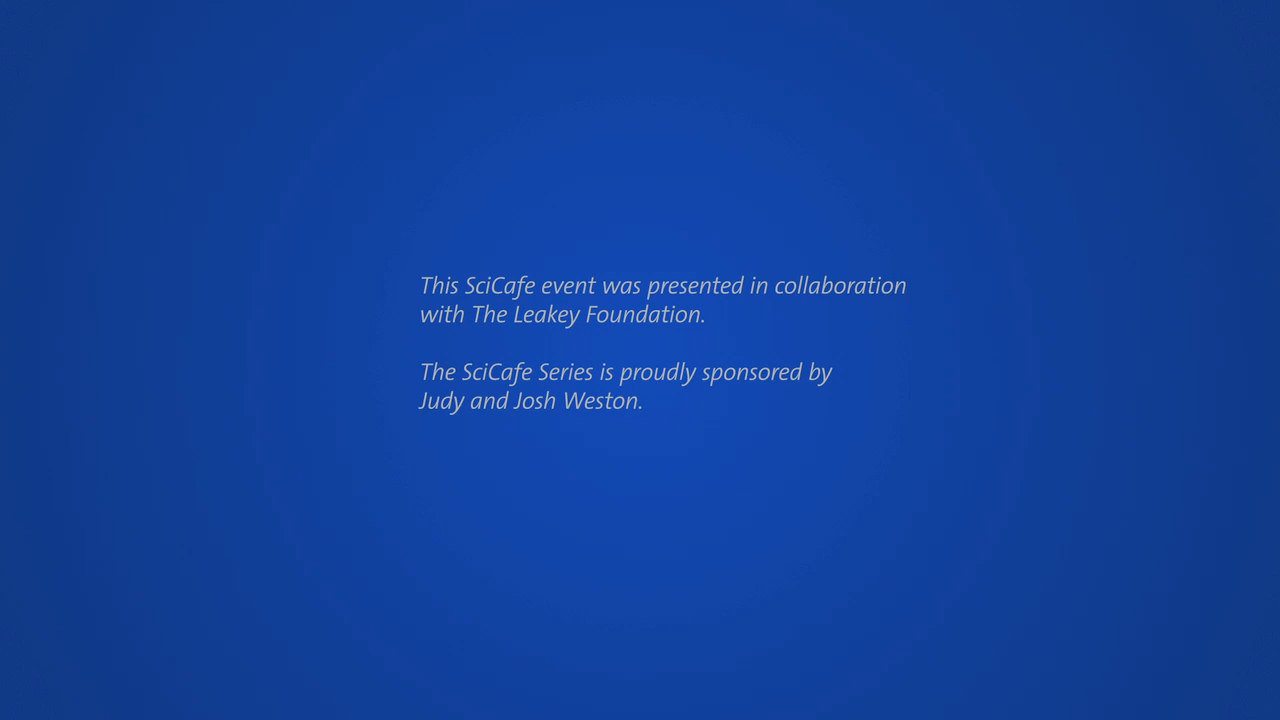 This SciCafe event was presented in collaboration
with The Leakey Foundation.
The SciCafe Series is proudly sponsored by
Judy and Josh Weston.